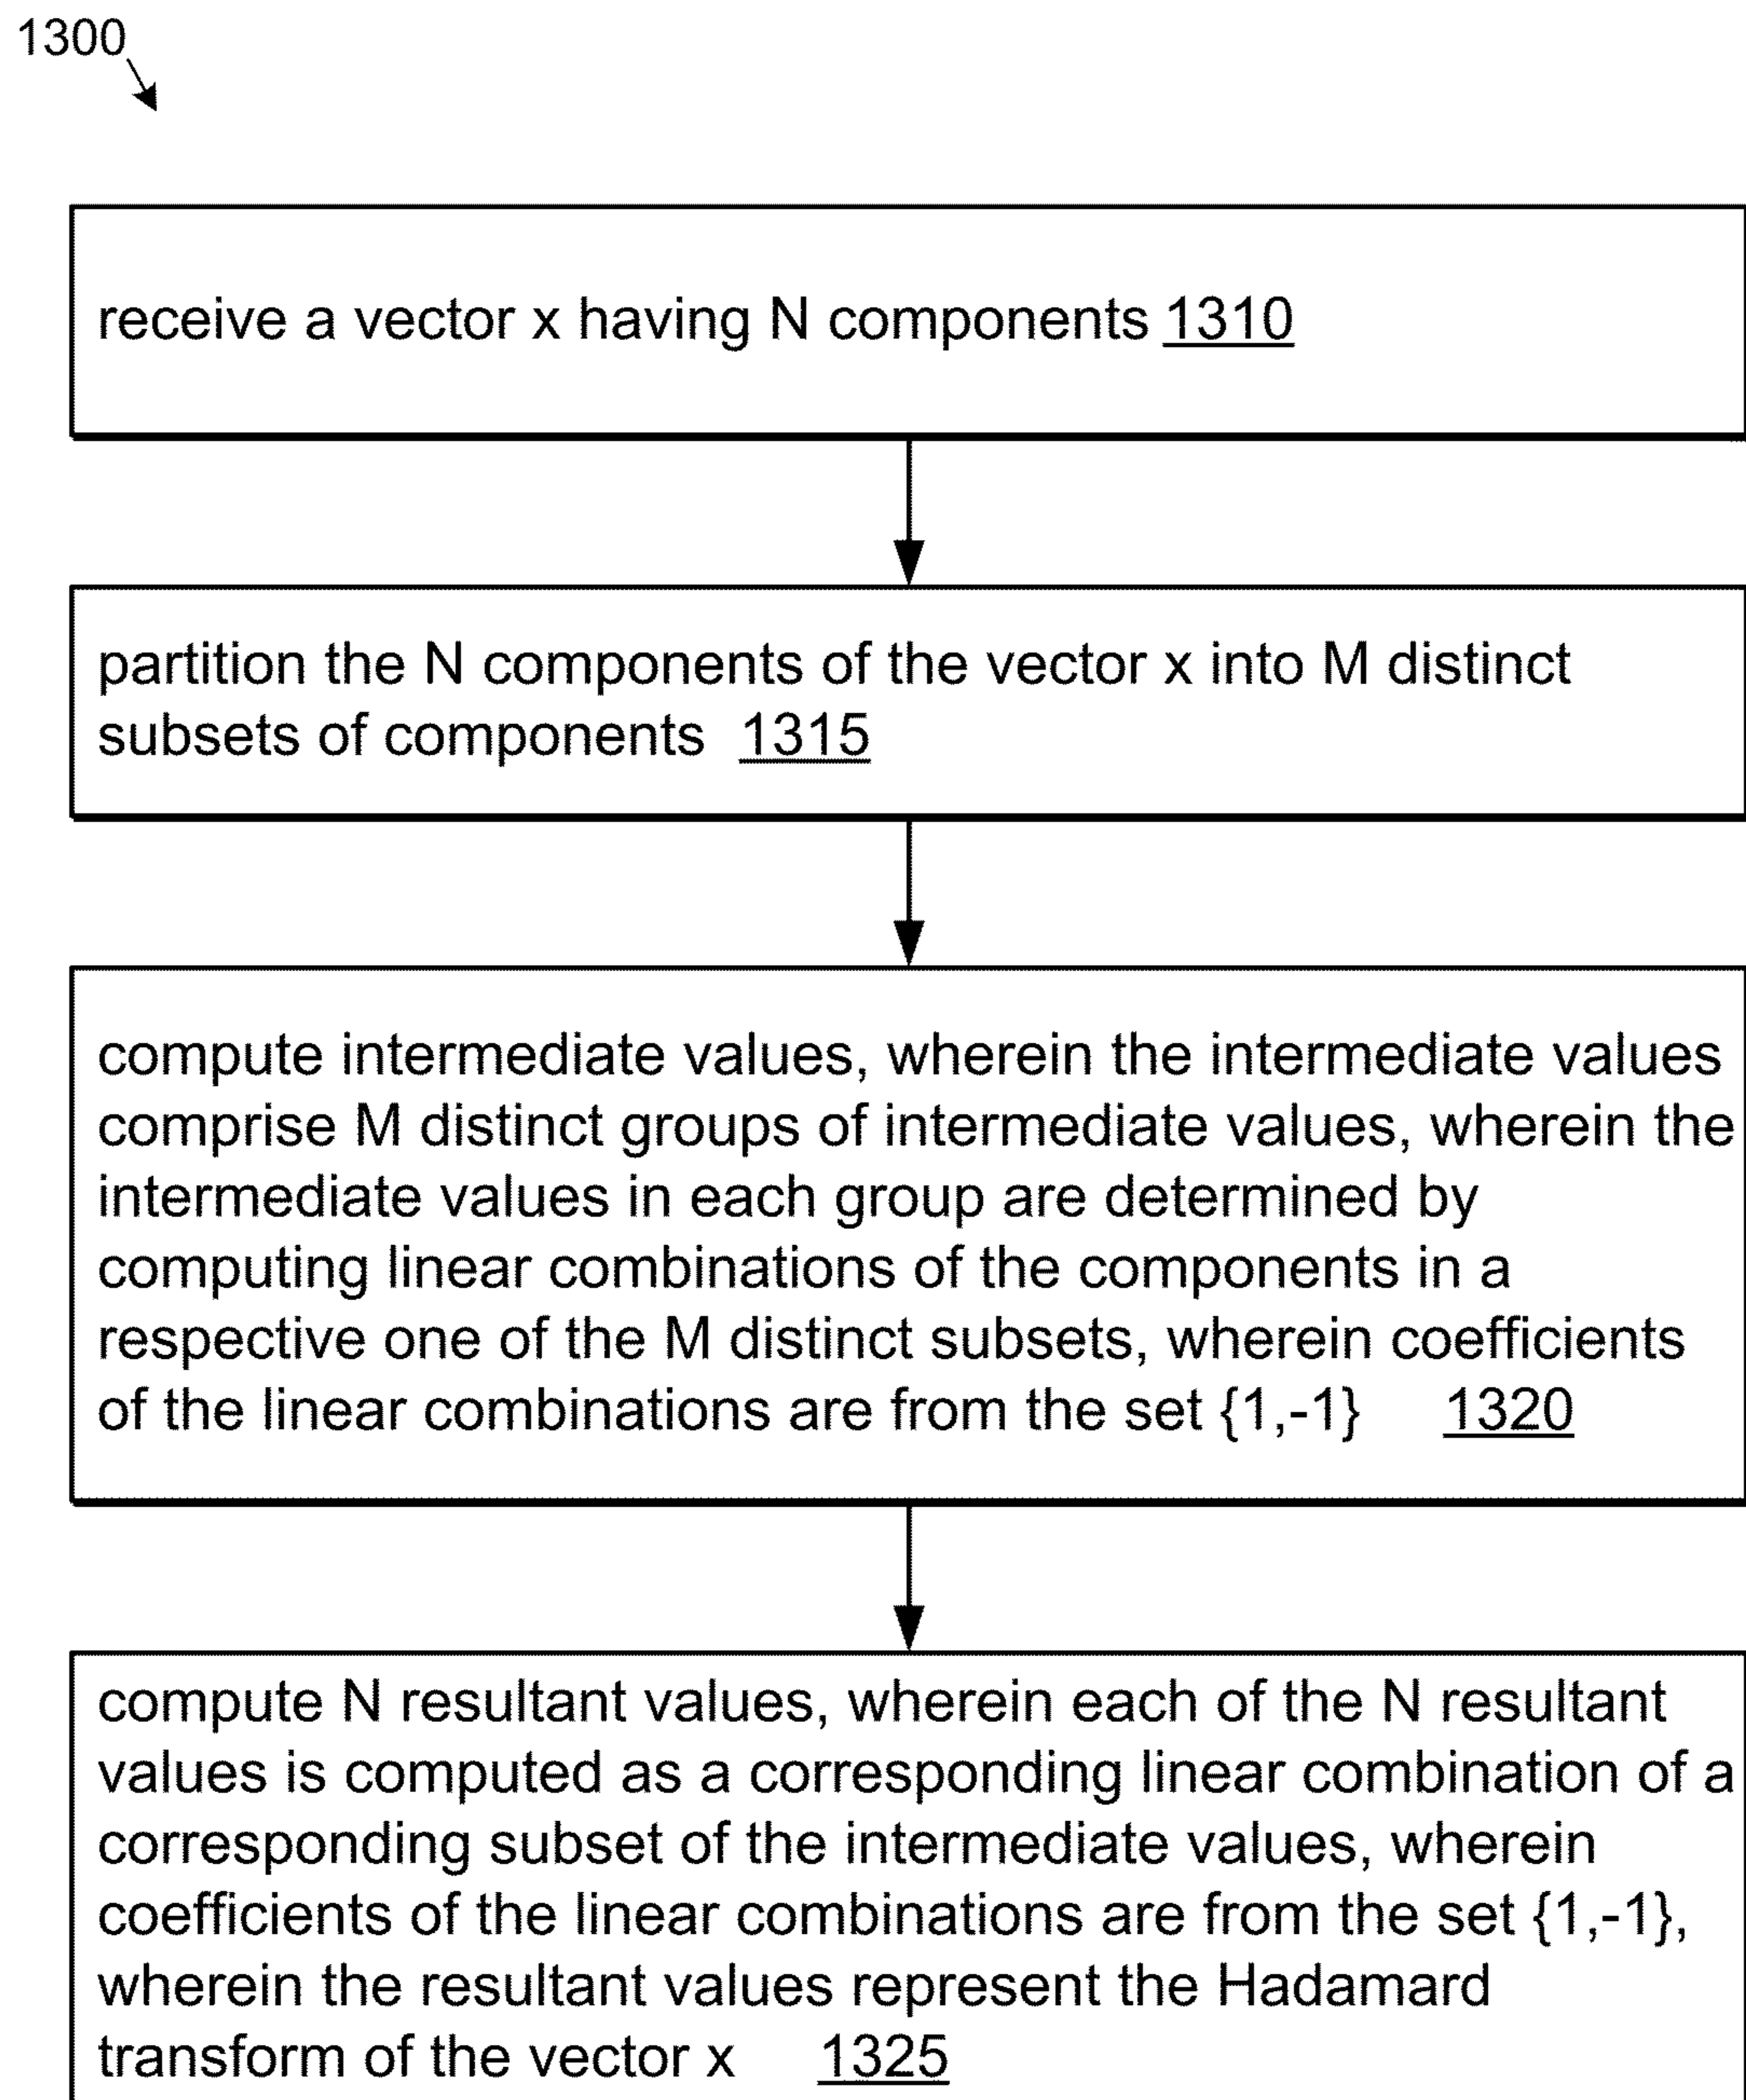 1300
receive a vector x having N components 1310
partition the N components of the vector x into M distinct
subsets of components 1315
compute intermediate values, wherein the intermediate values
comprise M distinct groups of intermediate values, wherein the
intermediate values in each group are determined by
computing linear combinations of the components in a
respective one of the M distinct subsets, wherein coefficients
of the linear combinations are from the set {1,-1} 1320
compute N resultant values, wherein each of the N resultant
values is computed as a corresponding linear combination of a
corresponding subset of the intermediate values, wherein
coefficients of the linear combinations are from the set {1,-1},
wherein the resultant values represent the Hadamard
transform of the vector x 1325